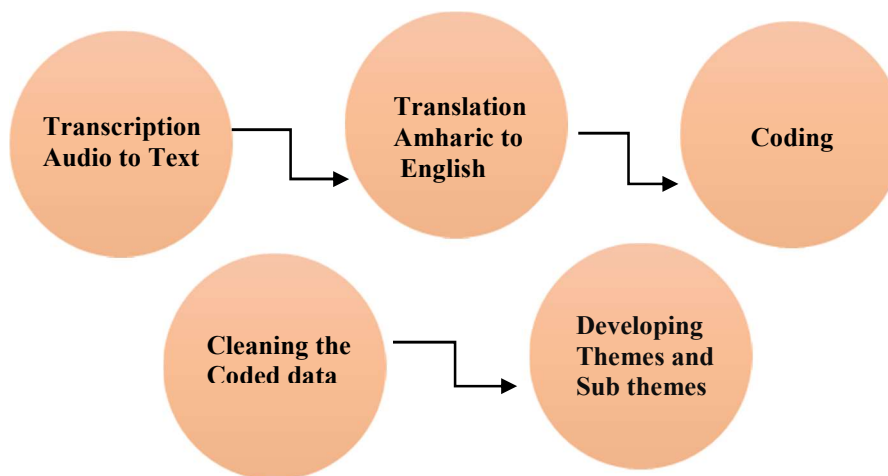 Transcription
Audio to Text
Translation
Amharic to
English
Coding
Cleaning the
Coded data
Developing
Themes and
Sub themes